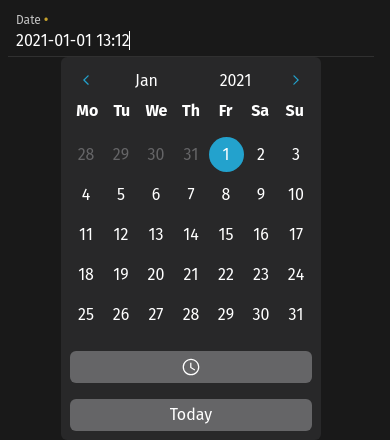 Date
2021-01-01 13:12
Jan 2021
Mo Tu We Th Fr Sa Su
28 29 30 31 1 2 3
4 5 6 7 8 9 10
11 12 13 14 15 16 17
18 19 20 21 22 23 24
25 26 27 28 29 30 31
Today